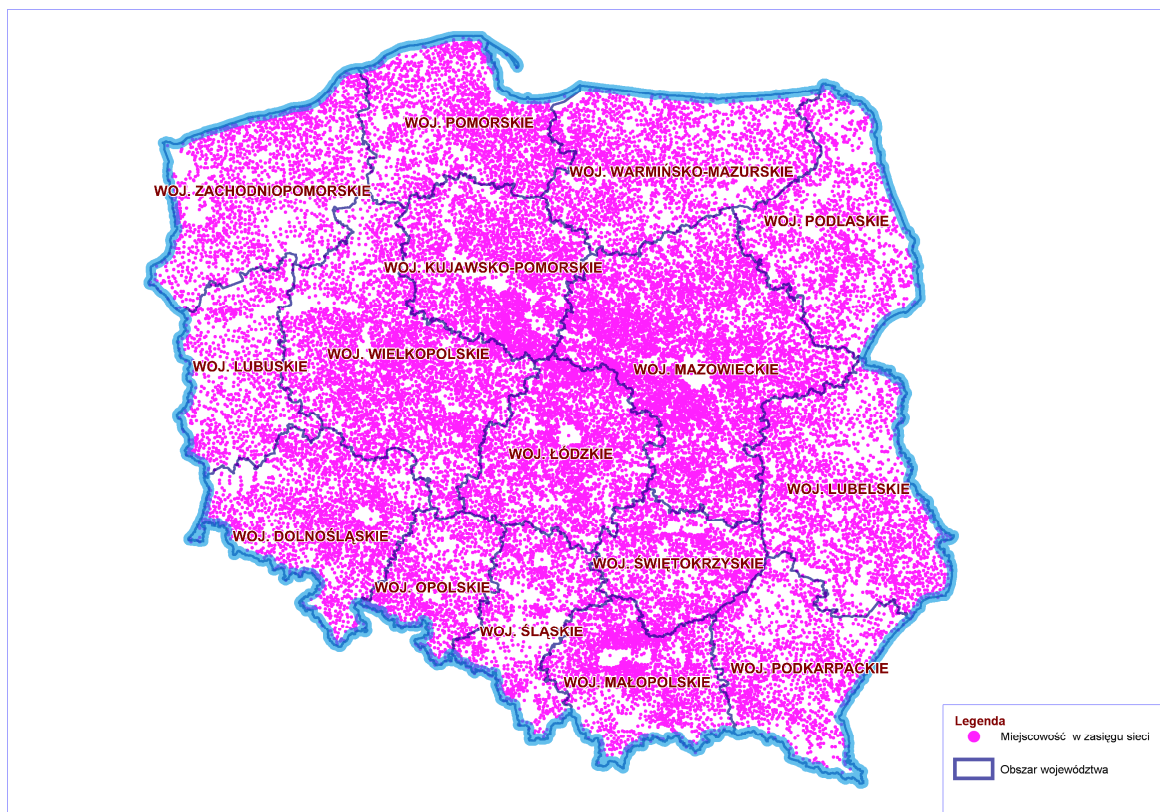 WOJ. POMORSKIE
WOJ. WARMIŃSKO-MAZURSKIE
WOJ. ZACHODNIOPOMORSKIE
WOJ. PODLASKIE
WOJ. KUJAWSKO-POMORSKIE
WOJ. WIELKOPOLSKIE
WOJ. LUBUSKIE
WOJ. MAZOWIECKIE
WOJ. ŁÓDZKIE
WOJ. LUBELSKIE
WOJ. DOLNOŚLĄSKIE
WOJ. ŚWIĘTOKRZYSKIE
WOJ. OPOLSKIE
WOJ. ŚLĄSKIE
WOJ. PODKARPACKIE
WOJ. MAŁOPOLSKIE
Legenda
Miejscowość w zasięgu sieci
Obszar województwa